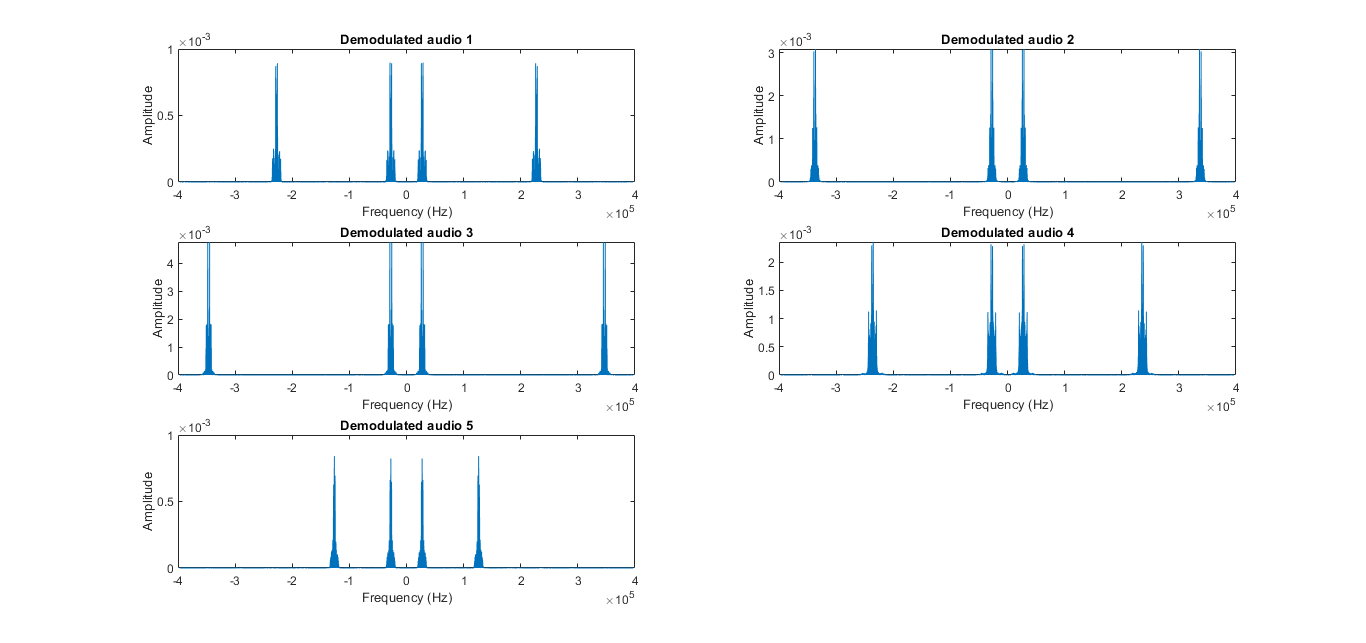 Demodulated audio 1
×10⁻³
1
0.5
0
Amplitude
-4 -3 -2 -1 0 1 2 3 4
Frequency (Hz)
×10⁵
Demodulated audio 2
×10⁻³
3
2
1
0
Amplitude
-4 -3 -2 -1 0 1 2 3 4
Frequency (Hz)
×10⁵
Demodulated audio 3
×10⁻³
4
3
2
1
0
Amplitude
-4 -3 -2 -1 0 1 2 3 4
Frequency (Hz)
×10⁵
Demodulated audio 4
×10⁻³
2
1.5
1
0.5
0
Amplitude
-4 -3 -2 -1 0 1 2 3 4
Frequency (Hz)
×10⁵
Demodulated audio 5
×10⁻³
1
0.5
0
Amplitude
-4 -3 -2 -1 0 1 2 3 4
Frequency (Hz)
×10⁵